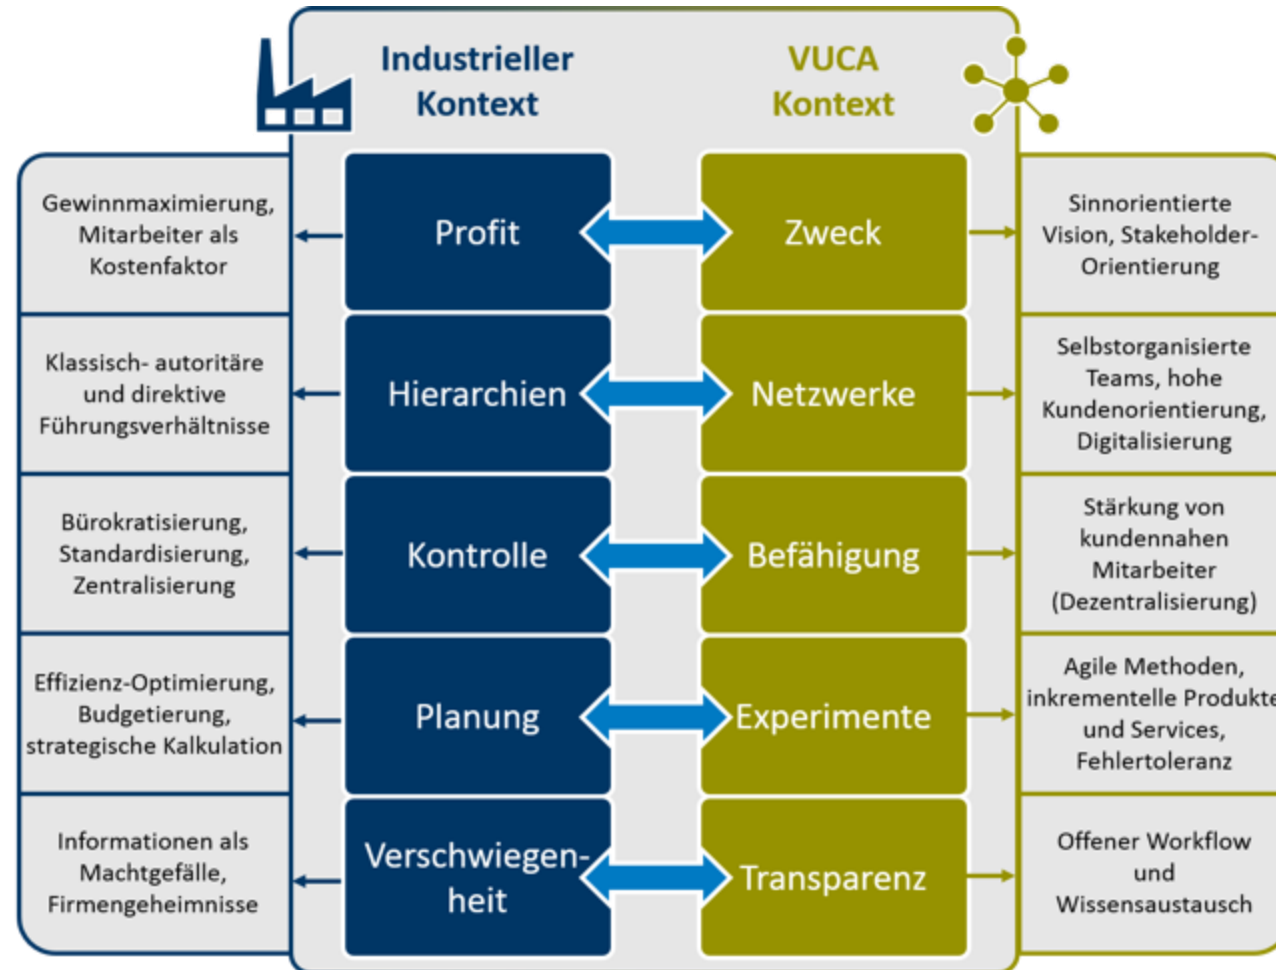 Industrieller
Kontext
VUCA
Kontext
Gewinnmaximierung,
Mitarbeiter als
Kostenfaktor
Profit
Zweck
Sinnorientierte
Vision, Stakeholder-
Orientierung
Klassisch- autoritäre
und direktive
Führungsverhältnisse
Hierarchien
Netzwerke
Selbstorganisierte
Teams, hohe
Kundenorientierung,
Digitalisierung
Bürokratisierung,
Standardisierung,
Zentralisierung
Kontrolle
Befähigung
Stärkung von
kundennahen
Mitarbeiter
(Dezentralisierung)
Effizienz-Optimierung,
Budgetierung,
strategische Kalkulation
Planung
Experimente
Agile Methoden,
inkrementelle Produkte
und Services,
Fehlertoleranz
Informationen als
Machtgefälle,
Firmengeheimnisse
Verschwiegen-
heit
Transparenz
Offener Workflow
und
Wissensaustausch